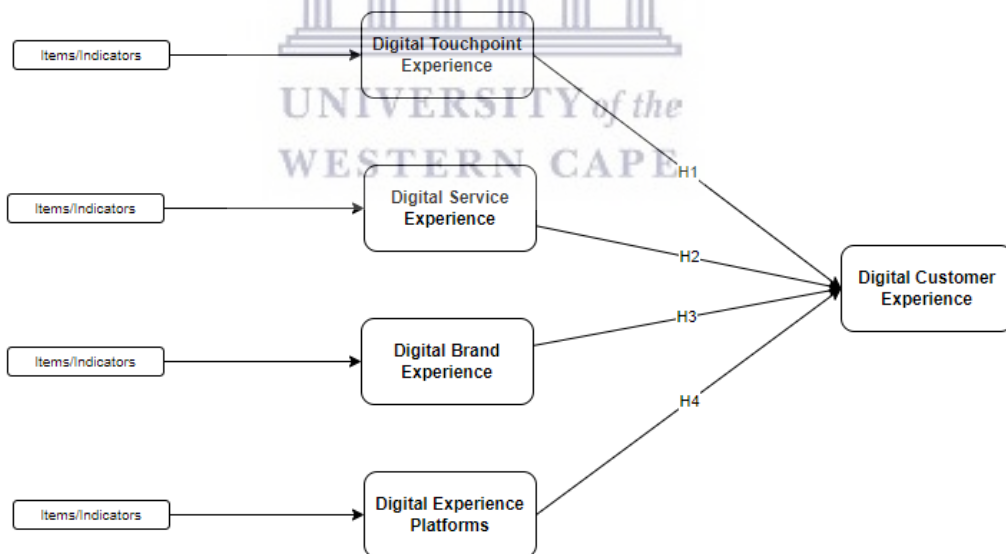 Items/Indicators
Digital Touchpoint
Experience
UNIVERSITY of the
WESTERN CAPE
H1
Items/Indicators
Digital Service
Experience
H2
Digital Customer
Experience
H3
Items/Indicators
Digital Brand
Experience
H4
Items/Indicators
Digital Experience
Platforms